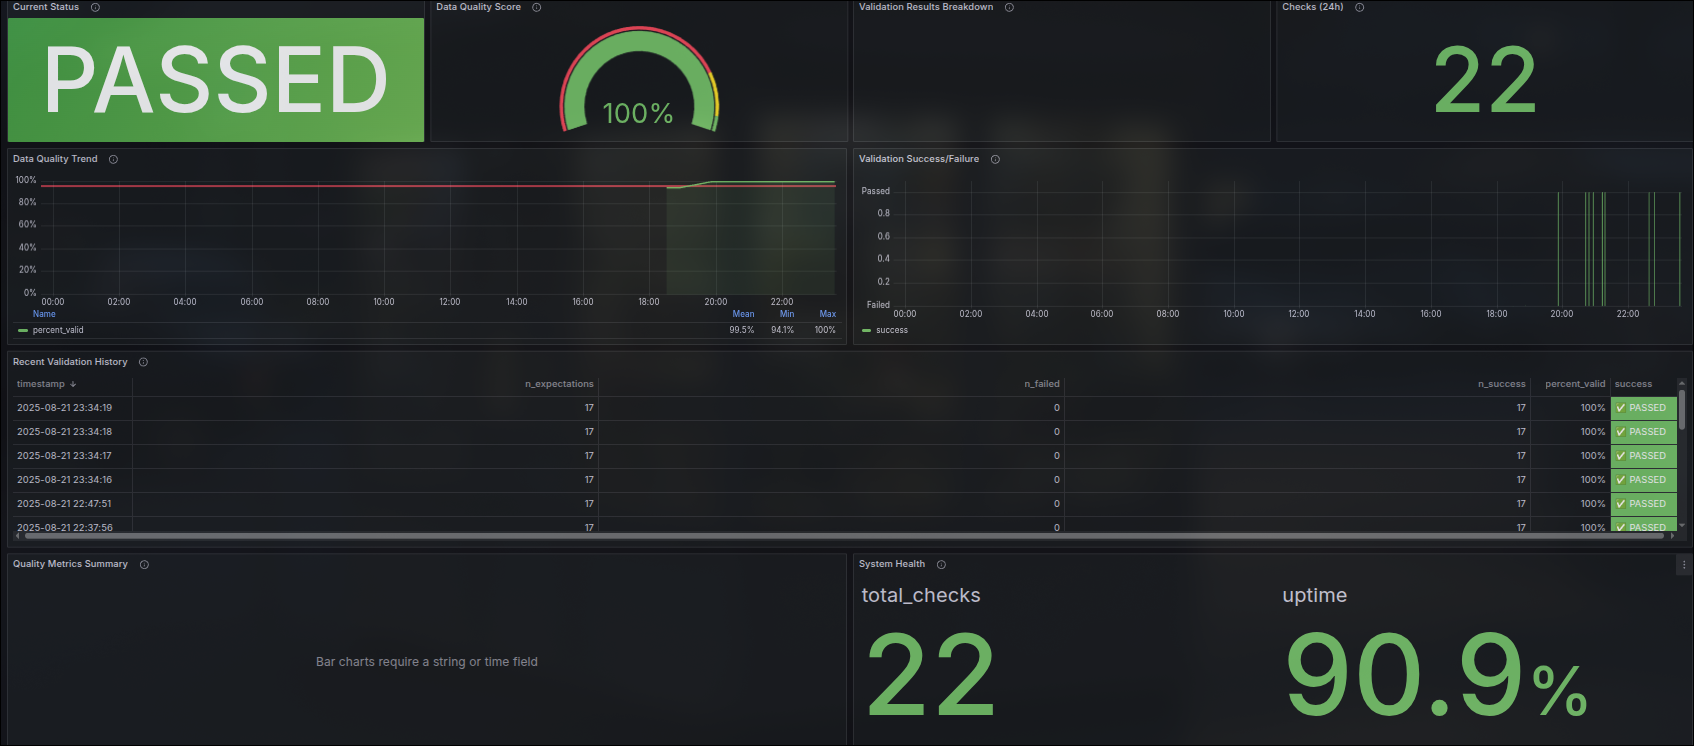 Current Status
Data Quality Score
Validation Results Breakdown
Checks (24h)
PASSED
100%
22
Data Quality Trend
100%
80%
60%
40%
20%
0%
00:00 02:00 04:00 06:00 08:00 10:00 12:00 14:00 16:00 18:00 20:00 22:00
Name Mean Min Max
percent_valid 99.5% 94.1% 100%
Validation Success/Failure
Passed
0.8
0.6
0.4
0.2
Failed
00:00 02:00 04:00 06:00 08:00 10:00 12:00 14:00 16:00 18:00 20:00 22:00
success
Recent Validation History
timestamp n_expectations n_failed n_success percent_valid success
2025-08-21 23:34:19 17 0 17 100% ✅ PASSED
2025-08-21 23:34:18 17 0 17 100% ✅ PASSED
2025-08-21 23:34:17 17 0 17 100% ✅ PASSED
2025-08-21 23:34:16 17 0 17 100% ✅ PASSED
2025-08-21 22:47:51 17 0 17 100% ✅ PASSED
2025-08-21 22:37:56 17 0 17 100% ✅ PASSED
Quality Metrics Summary
Bar charts require a string or time field
System Health
total_checks
22
uptime
90.9%